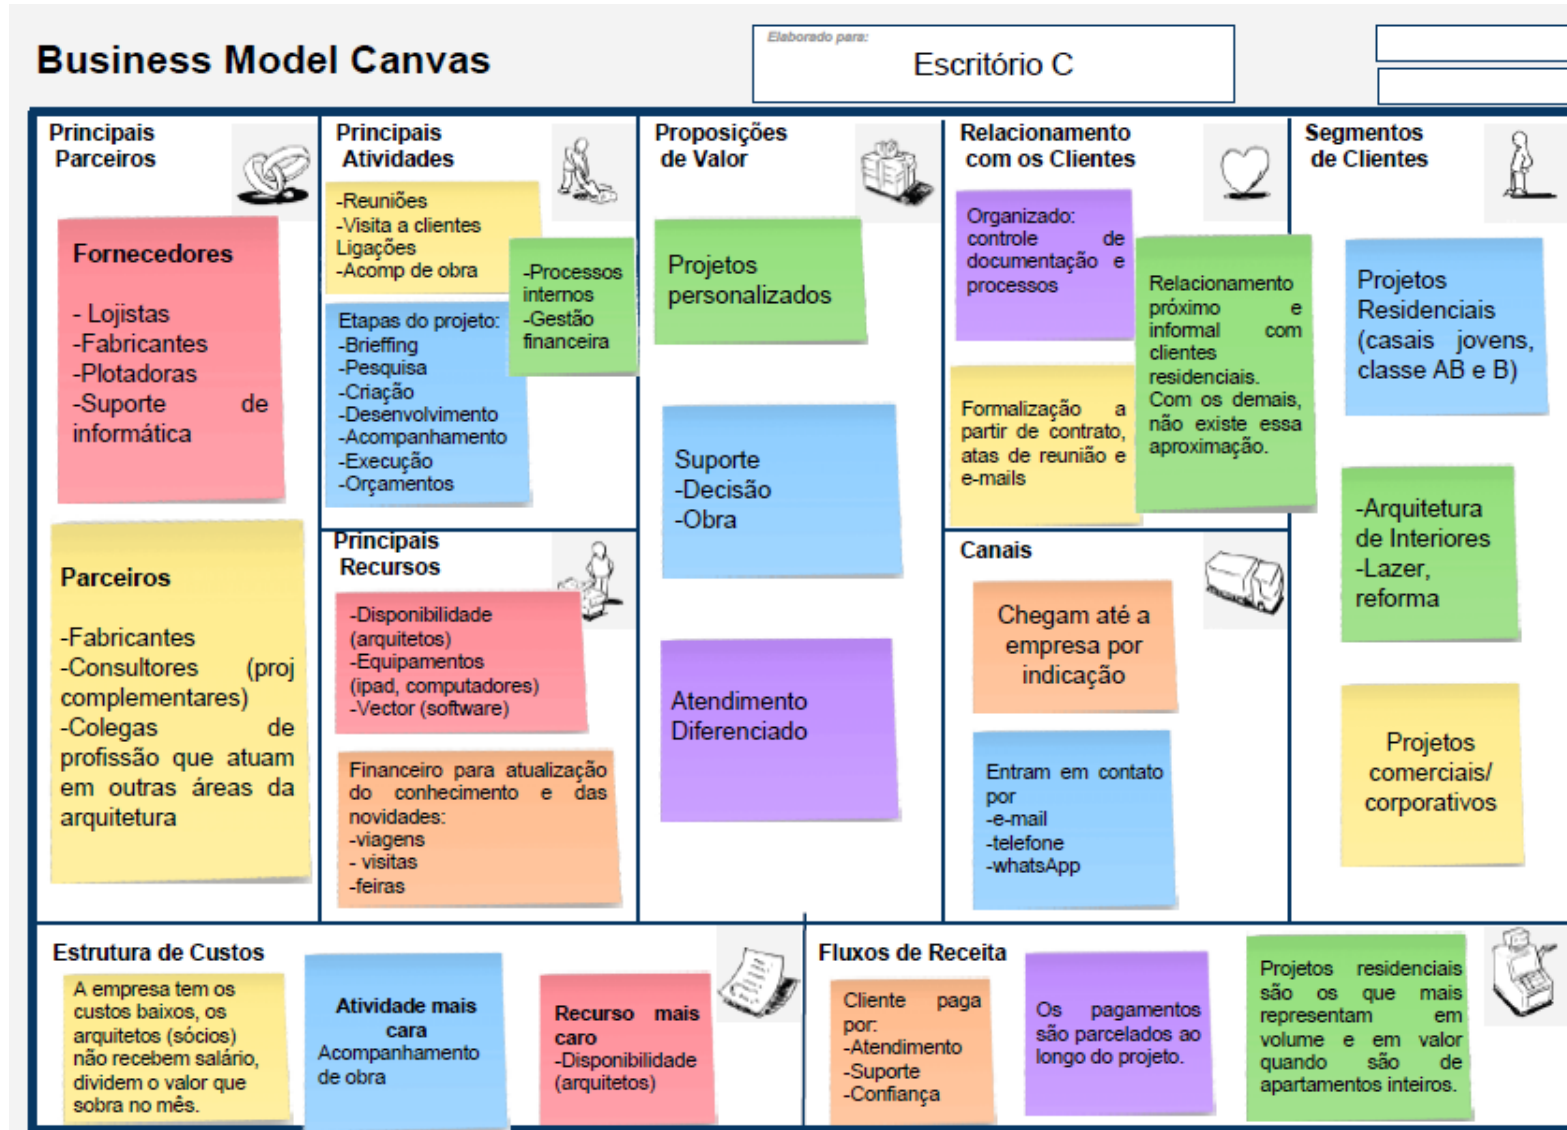 Business Model Canvas
Elaborado para:
Escritório C
Principais
Parceiros
Fornecedores
- Lojistas
-Fabricantes
-Plotadoras
-Suporte de
informática
Parceiros
-Fabricantes
-Consultores (proj
complementares)
-Colegas de
profissão que atuam
em outras áreas da
arquitetura
Principais
Atividades
-Reuniões
-Visita a clientes
Ligações
-Acomp de obra
-Processos
internos
-Gestão
financeira
Etapas do projeto:
-Brieffing
-Pesquisa
-Criação
-Desenvolvimento
-Acompanhamento
-Execução
-Orçamentos
Principais
Recursos
-Disponibilidade
(arquitetos)
-Equipamentos
(ipad, computadores)
-Vector (software)
Financeiro para atualização
do conhecimento e das
novidades:
-viagens
- visitas
-feiras
Proposições
de Valor
Projetos
personalizados
Suporte
-Decisão
-Obra
Atendimento
Diferenciado
Relacionamento
com os Clientes
Organizado:
controle de
documentação e
processos
Relacionamento
próximo e
informal com
clientes
residenciais.
Com os demais,
não existe essa
aproximação.
Formalização a
partir de contrato,
atas de reunião e
e-mails
Canais
Chegam até a
empresa por
indicação
Entram em contato
por
-e-mail
-telefone
-whatsApp
Segmentos
de Clientes
Projetos
Residenciais
(casais jovens,
classe AB e B)
-Arquitetura
de Interiores
-Lazer,
reforma
Projetos
comerciais/
corporativos
Estrutura de Custos
A empresa tem os
custos baixos, os
arquitetos (sócios)
não recebem salário,
dividem o valor que
sobra no mês.
Atividade mais
cara
Acompanhamento
de obra
Recurso mais
caro
-Disponibilidade
(arquitetos)
Fluxos de Receita
Cliente paga
por:
-Atendimento
-Suporte
-Confiança
Os pagamentos
são parcelados ao
longo do projeto.
Projetos residenciais
são os que mais
representam em
volume e em valor
quando são de
apartamentos inteiros.